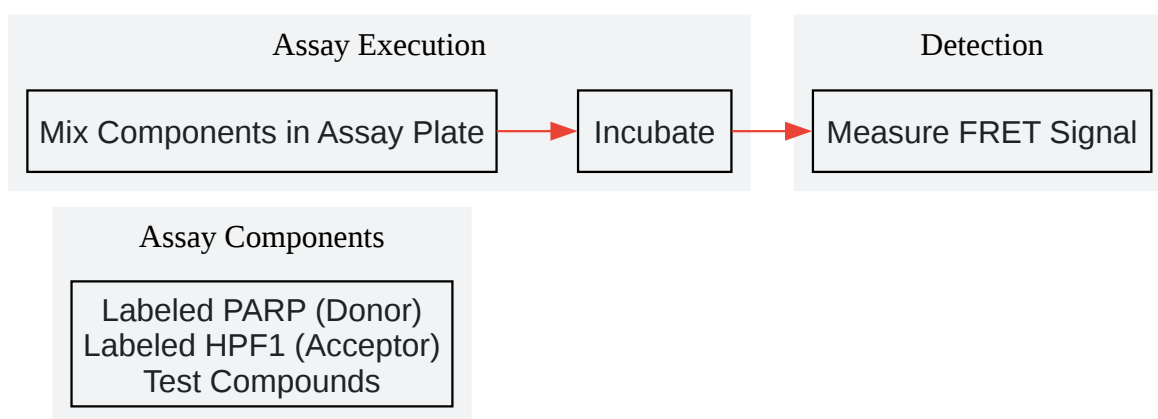 Assay Execution
Mix Components in Assay Plate
Incubate
Detection
Measure FRET Signal
Assay Components
Labeled PARP (Donor)
Labeled HPF1 (Acceptor)
Test Compounds